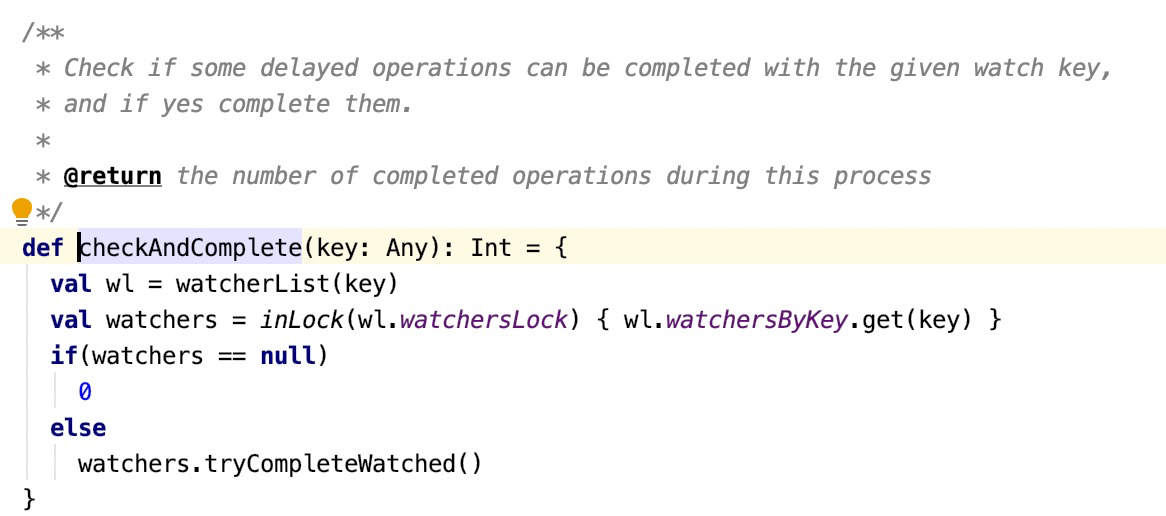 /**
 * Check if some delayed operations can be completed with the given watch key,
 * and if yes complete them.
 *
 * @return the number of completed operations during this process
 */
def checkAndComplete(key: Any): Int = {
  val wl = watcherList(key)
  val watchers = inLock(wl.watchersLock) { wl.watchersByKey.get(key) }
  if(watchers == null)
    0
  else
    watchers.tryCompleteWatched()
}